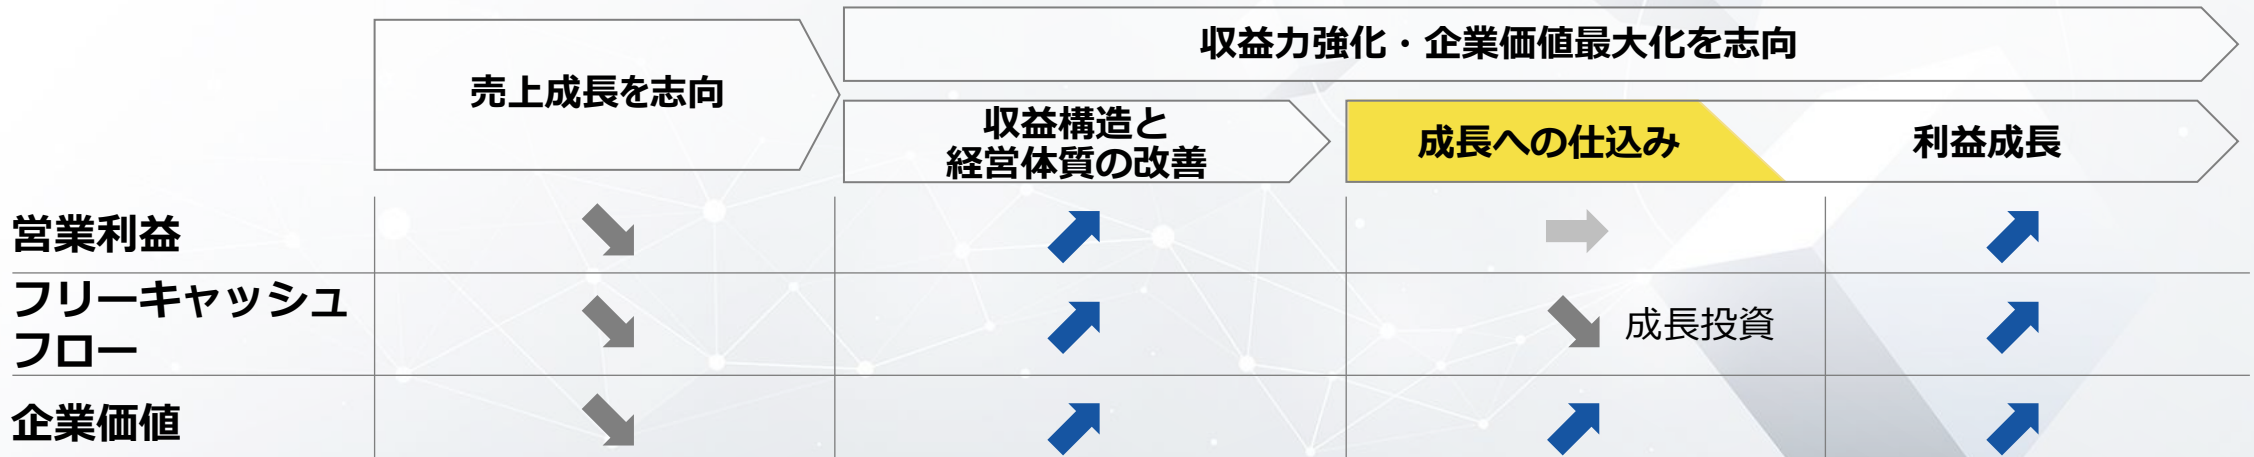 売上成長を志向
収益力強化・企業価値最大化を志向
収益構造と
経営体質の改善
成長への仕込み
利益成長
営業利益
フリーキャッシュ
フロー
成長投資
企業価値